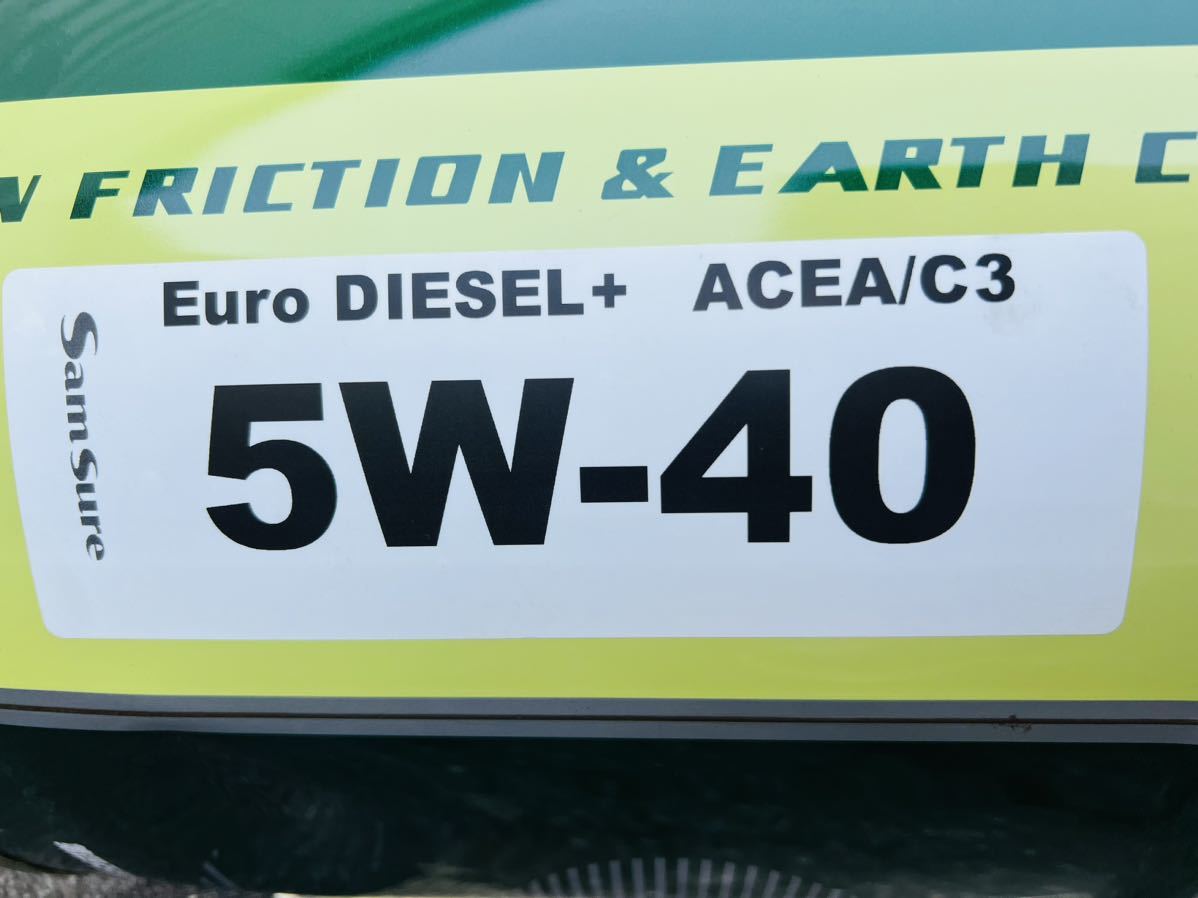 FRICTION & EARTH
Euro DIESEL+ ACEA/C3
SamSure
5W-40